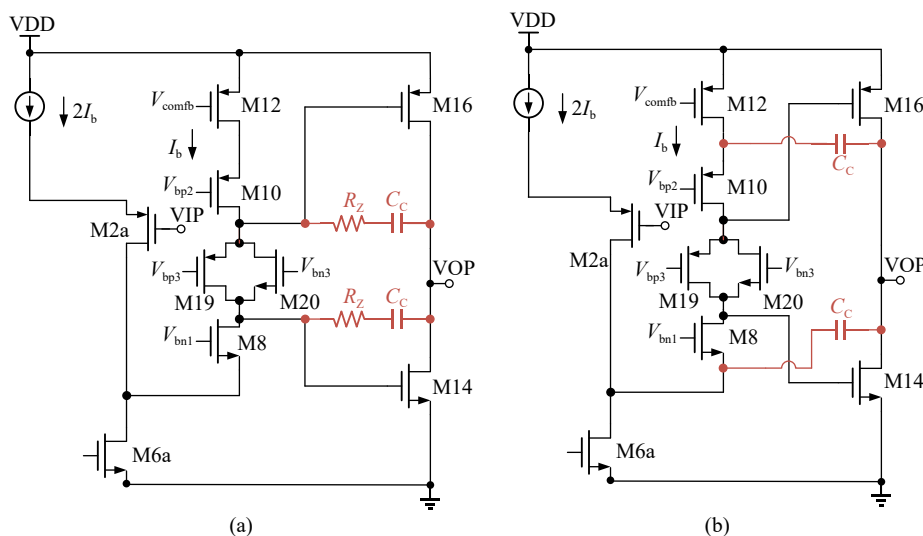 VDD
2I_b
V_comfb
M12
M16
I_b
V_bp2
M10
VIP
M2a
R_Z
C_C
V_bp3
V_bn3
VOP
M19
M20
R_Z
C_C
V_bn1
M8
M14
M6a
(a)
VDD
2I_b
V_comfb
M12
M16
I_b
C_C
V_bp2
M10
VIP
M2a
V_bp3
V_bn3
VOP
M19
M20
C_C
V_bn1
M8
M14
M6a
(b)